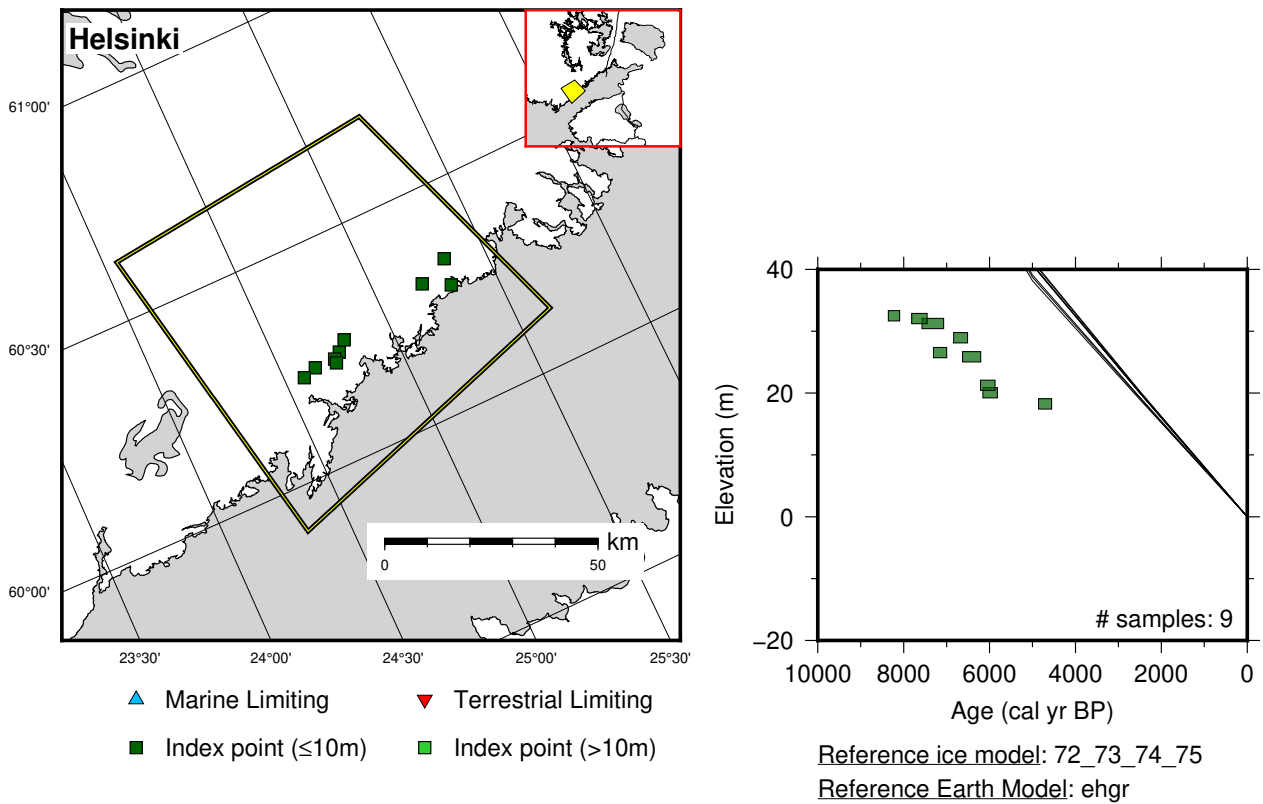 Helsinki
61°00'
60°30'
60°00'
23°30'
24°00'
24°30'
25°00'
25°30'
km
0
50
Marine Limiting
Terrestrial Limiting
Index point (≤10m)
Index point (>10m)
40
20
0
−20
Elevation (m)
# samples: 9
10000
8000
6000
4000
2000
0
Age (cal yr BP)
Reference ice model: 72_73_74_75
Reference Earth Model: ehgr